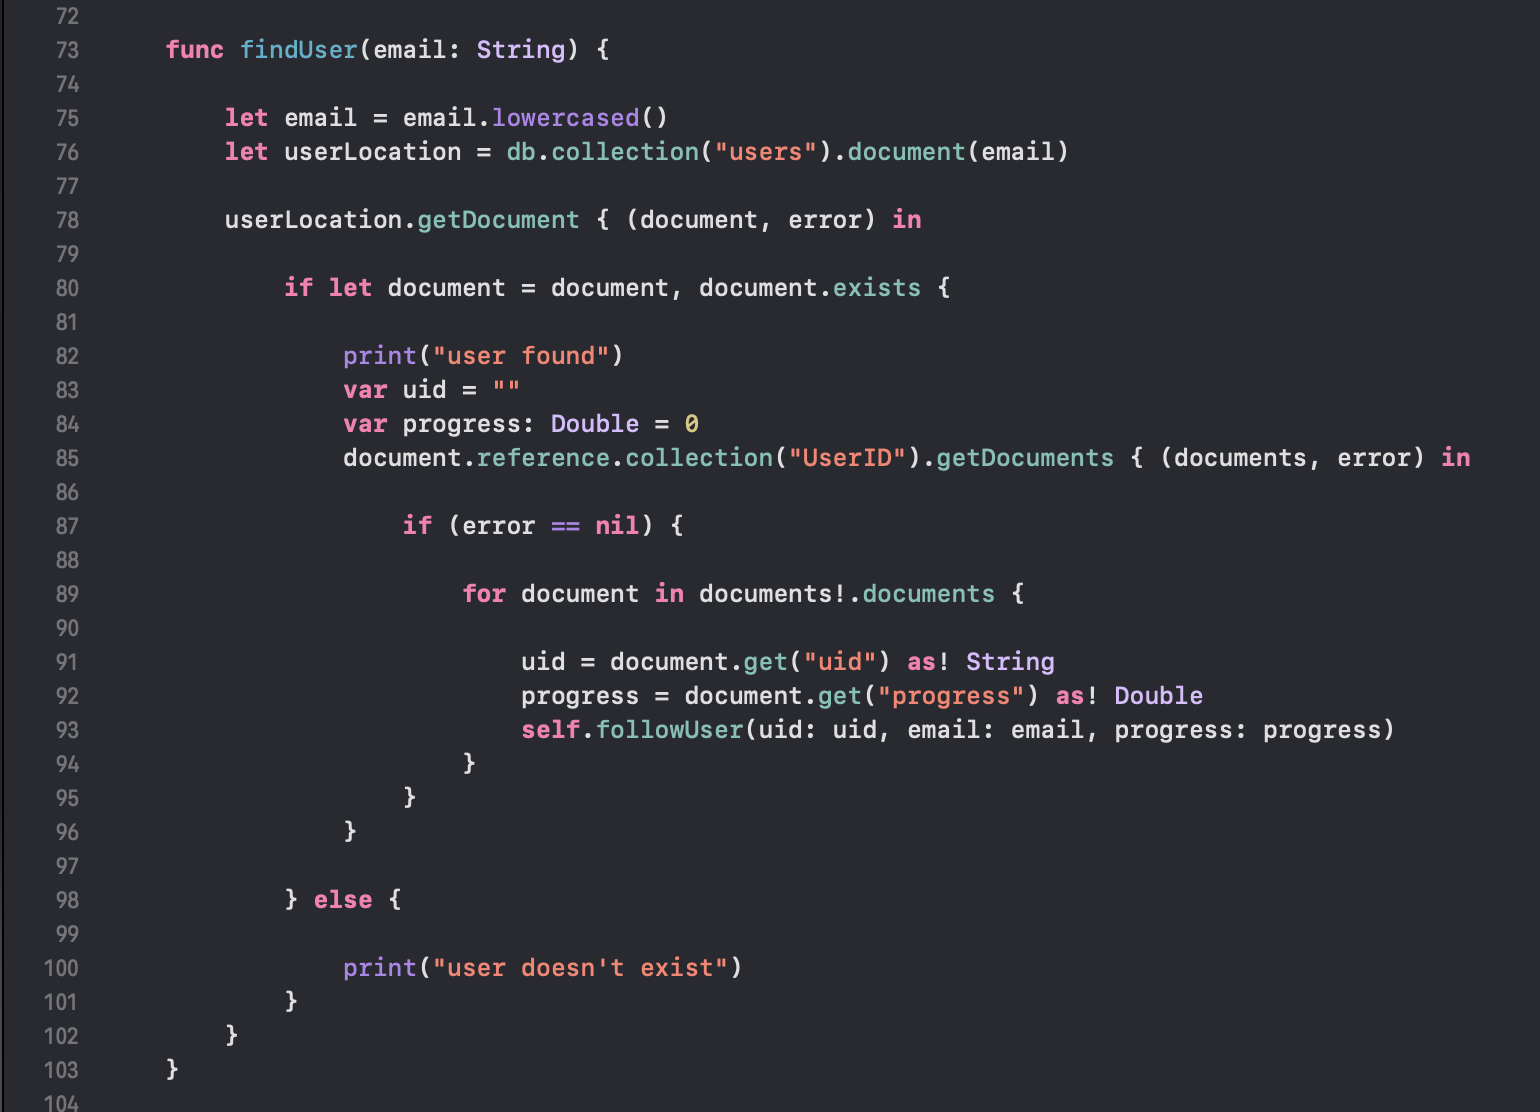 72
73 func findUser(email: String) {
74
75 let email = email.lowercased()
76 let userLocation = db.collection("users").document(email)
77
78 userLocation.getDocument { (document, error) in
79
80 if let document = document, document.exists {
81
82 print("user found")
83 var uid = ""
84 var progress: Double = 0
85 document.reference.collection("UserID").getDocuments { (documents, error) in
86
87 if (error == nil) {
88
89 for document in documents!.documents {
90
91 uid = document.get("uid") as! String
92 progress = document.get("progress") as! Double
93 self.followUser(uid: uid, email: email, progress: progress)
94 }
95 }
96 }
97
98 } else {
99
100 print("user doesn't exist")
101 }
102 }
103 }
104